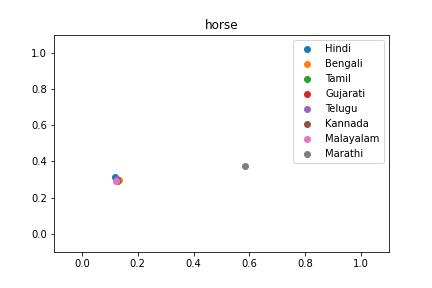 horse
1.0
0.8
0.6
0.4
0.2
0.0
0.0 0.2 0.4 0.6 0.8 1.0
Hindi
Bengali
Tamil
Gujarati
Telugu
Kannada
Malayalam
Marathi